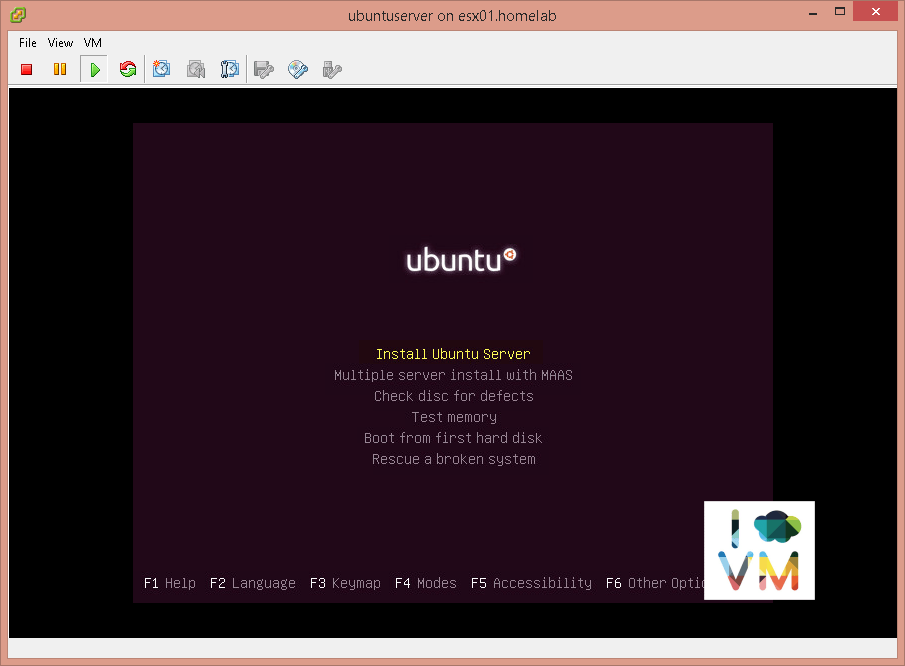 ubuntuserver on esx01.homelab
File View VM
ubuntu
Install Ubuntu Server
Multiple server install with MAAS
Check disc for defects
Test memory
Boot from first hard disk
Rescue a broken system
F1 Help F2 Language F3 Keymap F4 Modes F5 Accessibility F6 Other
I
VM